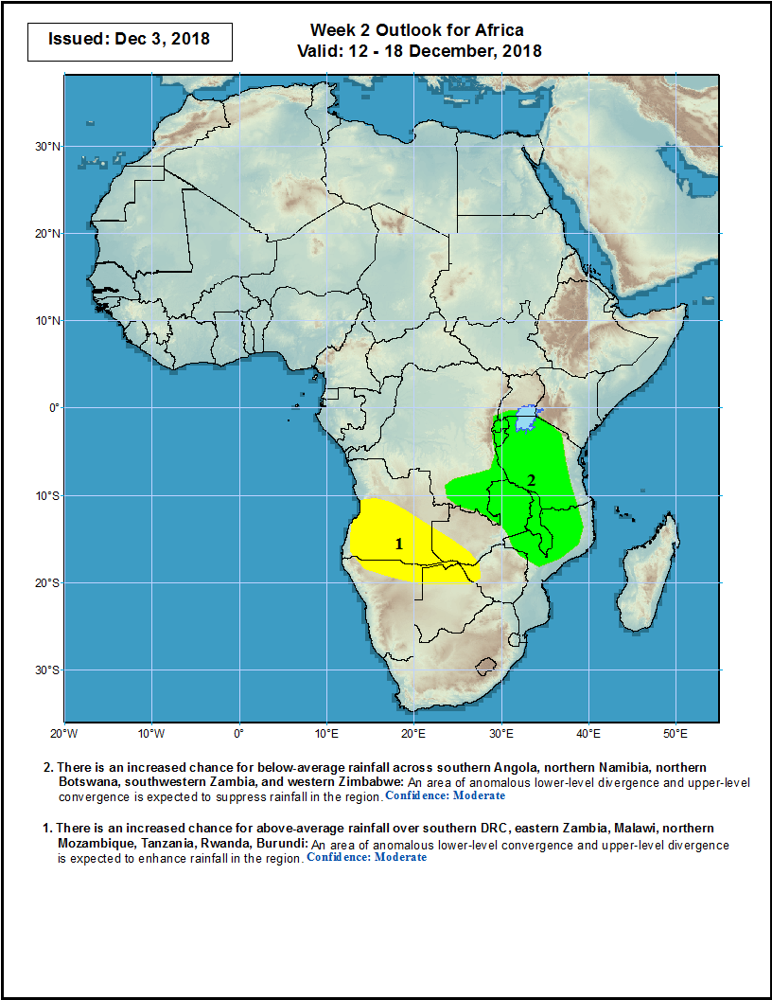 Issued: Dec 3, 2018
Week 2 Outlook for Africa
Valid: 12 - 18 December, 2018
30°N
20°N
10°N
0°
10°S
20°S
30°S
2
1
20°W
10°W
0°
10°E
20°E
30°E
40°E
50°E
2. There is an increased chance for below-average rainfall across southern Angola, northern Namibia, northern
Botswana, southwestern Zambia, and western Zimbabwe: An area of anomalous lower-level divergence and upper-level
convergence is expected to suppress rainfall in the region. Confidence: Moderate
1. There is an increased chance for above-average rainfall over southern DRC, eastern Zambia, Malawi, northern
Mozambique, Tanzania, Rwanda, Burundi: An area of anomalous lower-level convergence and upper-level divergence
is expected to enhance rainfall in the region. Confidence: Moderate